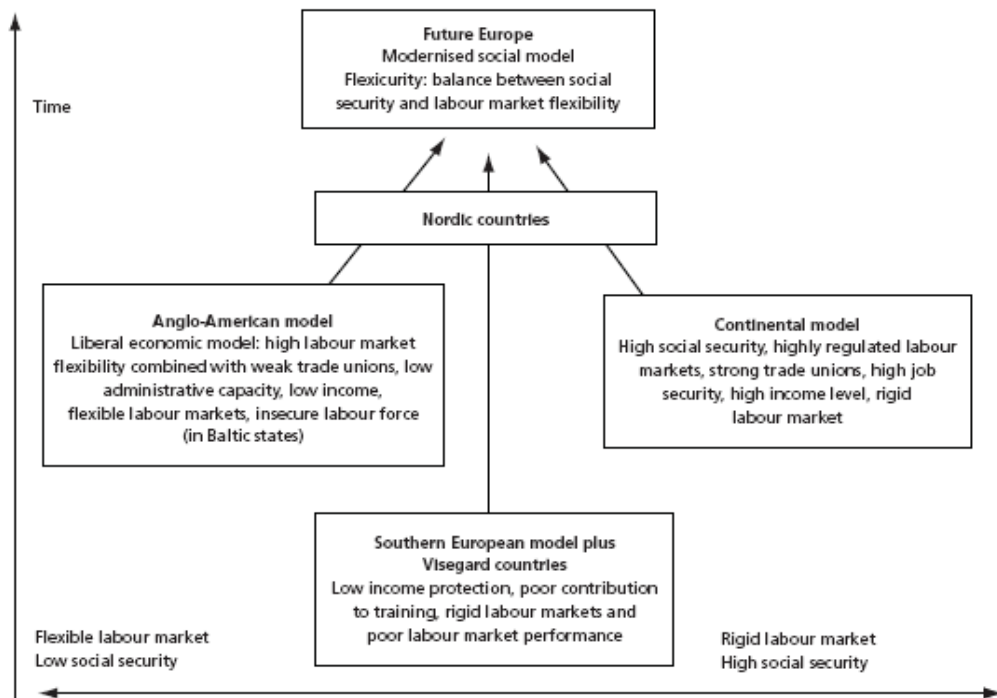 Future Europe
Modernised social model
Flexicurity: balance between social
security and labour market flexibility
Time
Nordic countries
Anglo-American model
Liberal economic model: high labour market
flexibility combined with weak trade unions, low
administrative capacity, low income,
flexible labour markets, insecure labour force
(in Baltic states)
Continental model
High social security, highly regulated labour
markets, strong trade unions, high job
security, high income level, rigid
labour market
Southern European model plus
Visegard countries
Low income protection, poor contribution
to training, rigid labour markets and
poor labour market performance
Flexible labour market
Low social security
Rigid labour market
High social security